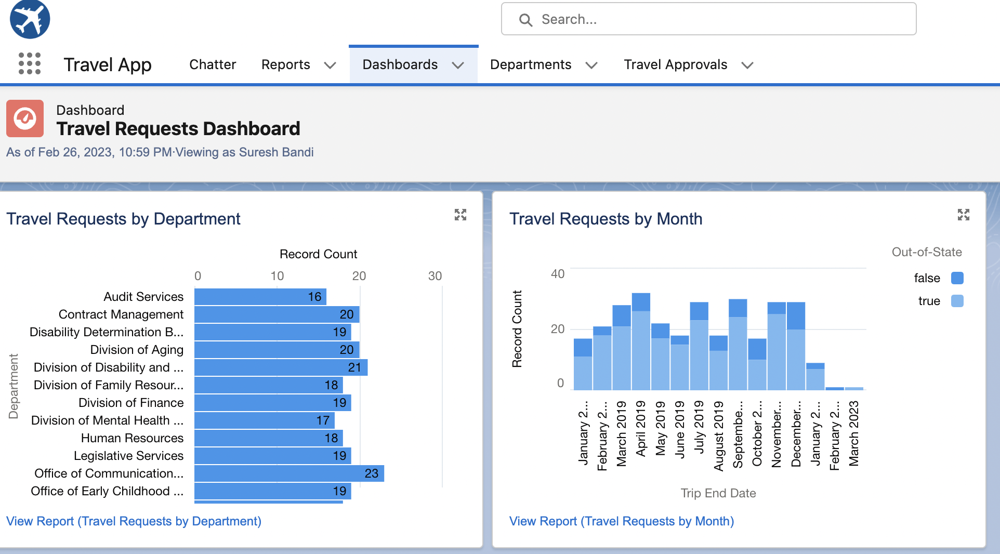 Search...
Travel App
Chatter
Reports
Dashboards
Departments
Travel Approvals
Dashboard
Travel Requests Dashboard
As of Feb 26, 2023, 10:59 PM·Viewing as Suresh Bandi
Travel Requests by Department
Record Count
0 10 20 30
Department
Audit Services 16
Contract Management 20
Disability Determination B... 19
Division of Aging 20
Division of Disability and ... 21
Division of Family Resour... 18
Division of Finance 19
Division of Mental Health ... 17
Human Resources 18
Legislative Services 19
Office of Communication... 23
Office of Early Childhood ... 19
View Report (Travel Requests by Department)
Travel Requests by Month
Out-of-State
false
true
Record Count
40
20
0
January 2...
February 2...
March 2019
April 2019
May 2019
June 2019
July 2019
August 2019
Septembe...
October 2...
November...
December...
January 2...
February 2...
March 2023
Trip End Date
View Report (Travel Requests by Month)